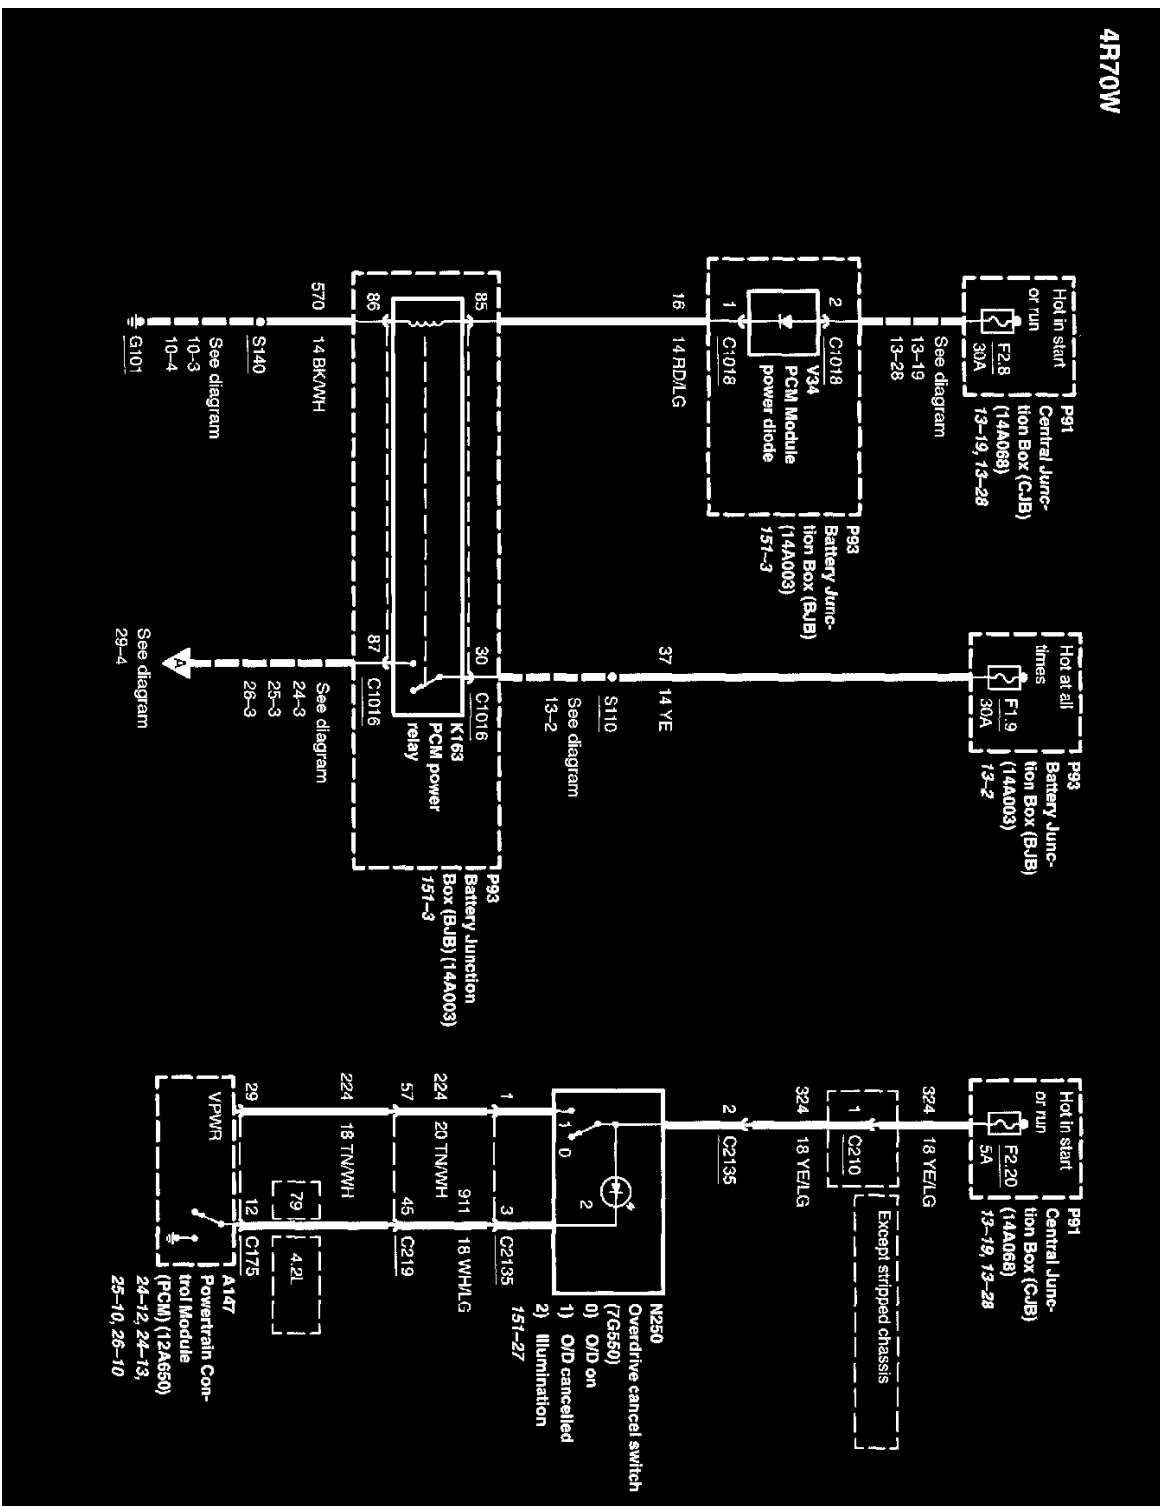 4R70W
Hot in start
or run
F2.8
30A
P91
Central Junc-
tion Box (CJB)
(14A068)
13-19, 13-28
See diagram
13-19
13-28
2
C1018
V34
PCM Module
power diode
1
C1018
P93
Battery Junc-
tion Box (BJB)
(14A003)
151-3
16
14 RD/LG
85
86
570
14 BK/WH
S140
See diagram
10-3
10-4
G101
Hot at all
times
F1.9
30A
P93
Battery Junc-
tion Box (BJB)
(14A003)
13-2
37
14 YE
S110
See diagram
13-2
30
C1016
K163
PCM power
relay
87
C1016
P93
Battery Junction
Box (BJB) (14A003)
151-3
See diagram
24-3
25-3
26-3
A
See diagram
29-4
Hot in start
or run
F2.20
5A
P91
Central Junc-
tion Box (CJB)
(14A068)
13-19, 13-28
324
18 YE/LG
1
C210
Except stripped chassis
324
18 YE/LG
2
C2135
1
0
2
N250
Overdrive cancel switch
(7G550)
0) O/D on
1) O/D cancelled
2) Illumination
151-27
1
3
C2135
224
20 TN/WH
911
18 WH/LG
57
45
C219
224
18 TN/WH
79
4.2L
29
12
C175
VPWR
A147
Powertrain Con-
trol Module
(PCM) (12A650)
24-12, 24-13,
25-10, 26-10